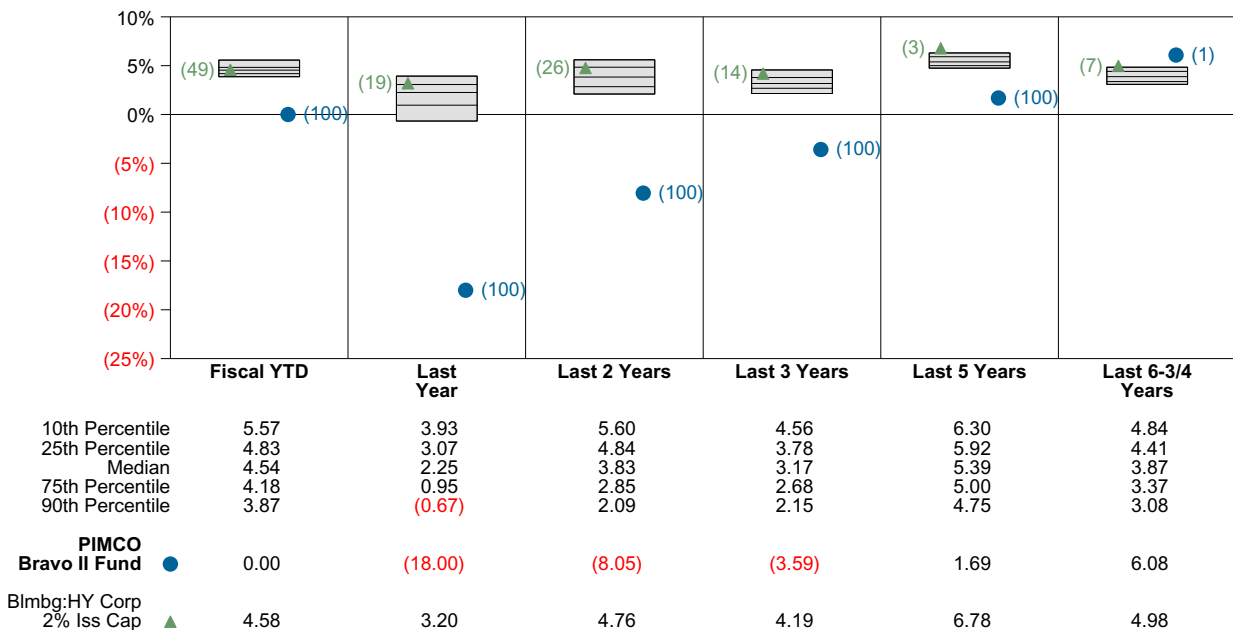 10%
5%
0%
(5%)
(10%)
(15%)
(20%)
(25%)
(49)
(100)
(19)
(100)
(26)
(100)
(14)
(100)
(3)
(100)
(7)
(1)
Fiscal YTD Last Year Last 2 Years Last 3 Years Last 5 Years Last 6-3/4 Years
10th Percentile 5.57 3.93 5.60 4.56 6.30 4.84
25th Percentile 4.83 3.07 4.84 3.78 5.92 4.41
Median 4.54 2.25 3.83 3.17 5.39 3.87
75th Percentile 4.18 0.95 2.85 2.68 5.00 3.37
90th Percentile 3.87 (0.67) 2.09 2.15 4.75 3.08
PIMCO
Bravo II Fund 0.00 (18.00) (8.05) (3.59) 1.69 6.08
Blmbg:HY Corp
2% Iss Cap 4.58 3.20 4.76 4.19 6.78 4.98